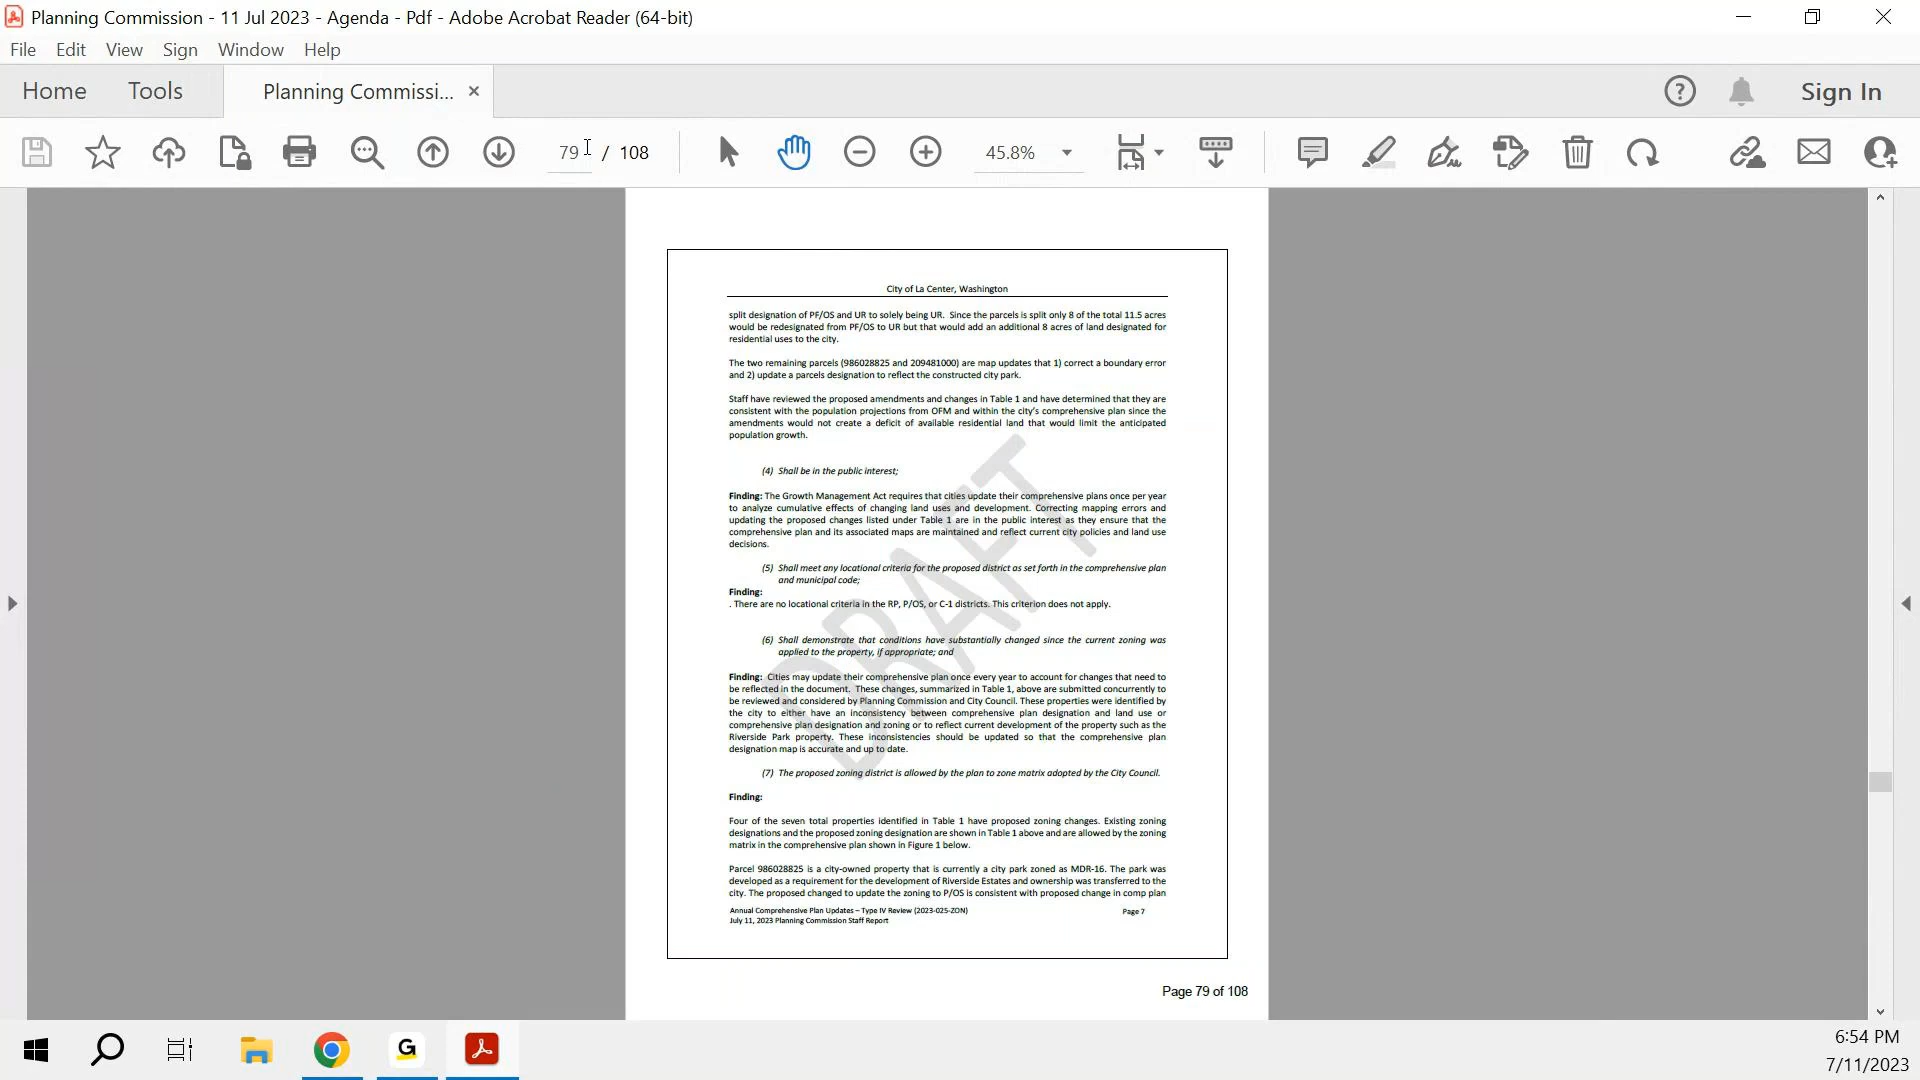 Planning Commission - 11 Jul 2023 - Agenda - Pdf - Adobe Acrobat Reader (64-bit)
File Edit View Sign Window Help
Home Tools Planning Commissi... Sign In
79 / 108 45.8%
City of La Center, Washington
split designation of PF/OS and UR to solely being UR. Since the parcels is split only 8 of the total 11.5 acres
would be redesignated from PF/OS to UR but that would add an additional 8 acres of land designated for
residential uses to the city.
The two remaining parcels (986028825 and 209481000) are map updates that 1) correct a boundary error
and 2) update a parcels designation to reflect the constructed city park.
Staff have reviewed the proposed amendments and changes in Table 1 and have determined that they are
consistent with the population projections from OFM and within the city's comprehensive plan since the
amendments would not create a deficit of available residential land that would limit the anticipated
population growth.
(4) Shall be in the public interest;
Finding: The Growth Management Act requires that cities update their comprehensive plans once per year
to analyze cumulative effects of changing land uses and development. Correcting mapping errors and
updating the proposed changes listed under Table 1 are in the public interest as they ensure that the
comprehensive plan and its associated maps are maintained and reflect current city policies and land use
decisions.
(5) Shall meet any locational criteria for the proposed district as set forth in the comprehensive plan
and municipal code;
Finding:
. There are no locational criteria in the RP, P/OS, or C-1 districts. This criterion does not apply.
(6) Shall demonstrate that conditions have substantially changed since the current zoning was
applied to the property, if appropriate; and
Finding: Cities may update their comprehensive plan once every year to account for changes that need to
be reflected in the document. These changes, summarized in Table 1, above are submitted concurrently to
be reviewed and considered by Planning Commission and City Council. These properties were identified by
the city to either have an inconsistency between comprehensive plan designation and land use or
comprehensive plan designation and zoning or to reflect current development of the property such as the
Riverside Park property. These inconsistencies should be updated so that the comprehensive plan
designation map is accurate and up to date.
(7) The proposed zoning district is allowed by the plan to zone matrix adopted by the City Council.
Finding:
Four of the seven total properties identified in Table 1 have proposed zoning changes. Existing zoning
designations and the proposed zoning designation are shown in Table 1 above and are allowed by the zoning
matrix in the comprehensive plan shown in Figure 1 below.
Parcel 986028825 is a city-owned property that is currently a city park zoned as MDR-16. The park was
developed as a requirement for the development of Riverside Estates and ownership was transferred to the
city. The proposed changed to update the zoning to P/OS is consistent with proposed change in comp plan
Annual Comprehensive Plan Updates – Type IV Review (2023-025-ZON) Page 7
July 11, 2023 Planning Commission Staff Report
DRAFT
Page 79 of 108
G
6:54 PM
7/11/2023